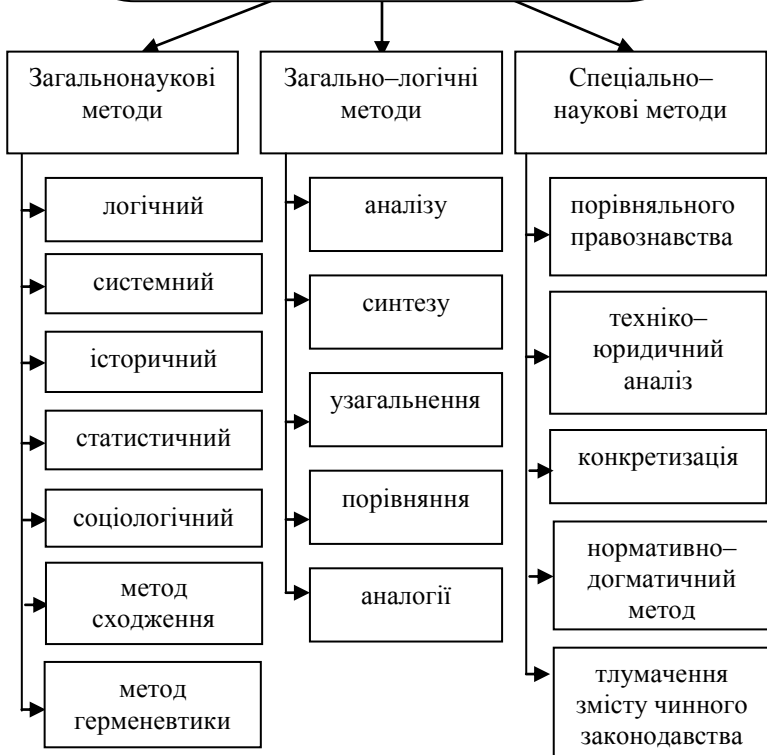 Загальнонаукові
методи
логічний
системний
історичний
статистичний
соціологічний
метод
сходження
метод
герменевтики
Загально–логічні
методи
аналізу
синтезу
узагальнення
порівняння
аналогії
Спеціально–
наукові методи
порівняльного
правознавства
техніко–
юридичний
аналіз
конкретизація
нормативно–
догматичний
метод
тлумачення
змісту чинного
законодавства